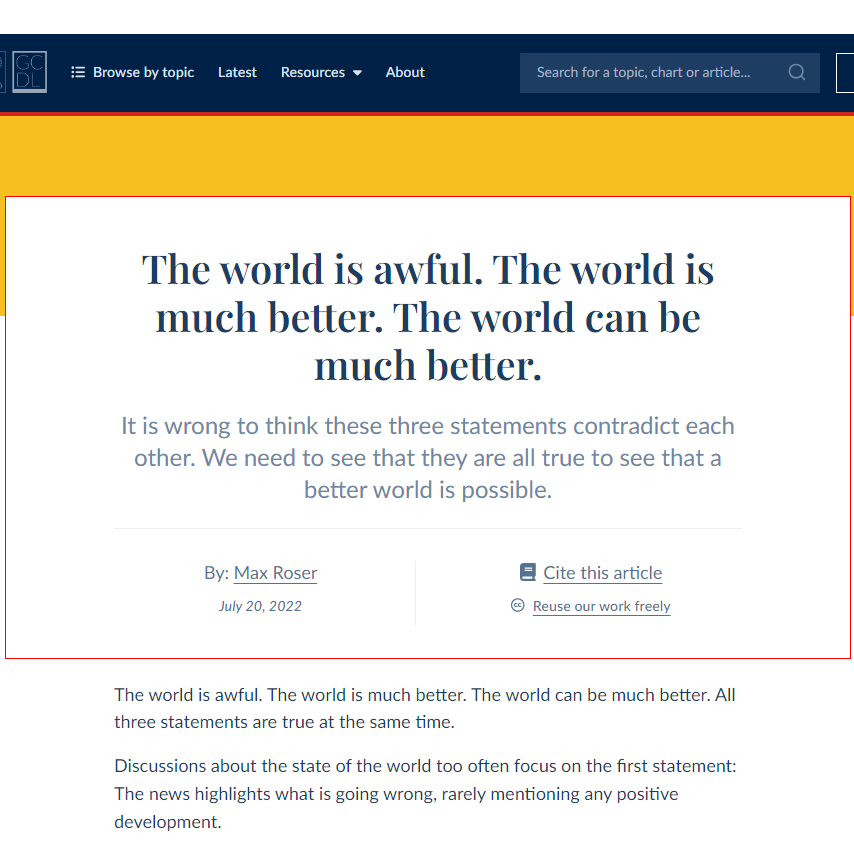 GC
DL
Browse by topic Latest Resources About Search for a topic, chart or article...
The world is awful. The world is
much better. The world can be
much better.
It is wrong to think these three statements contradict each
other. We need to see that they are all true to see that a
better world is possible.
By: Max Roser
July 20, 2022
Cite this article
Reuse our work freely
The world is awful. The world is much better. The world can be much better. All
three statements are true at the same time.
Discussions about the state of the world too often focus on the first statement:
The news highlights what is going wrong, rarely mentioning any positive
development.